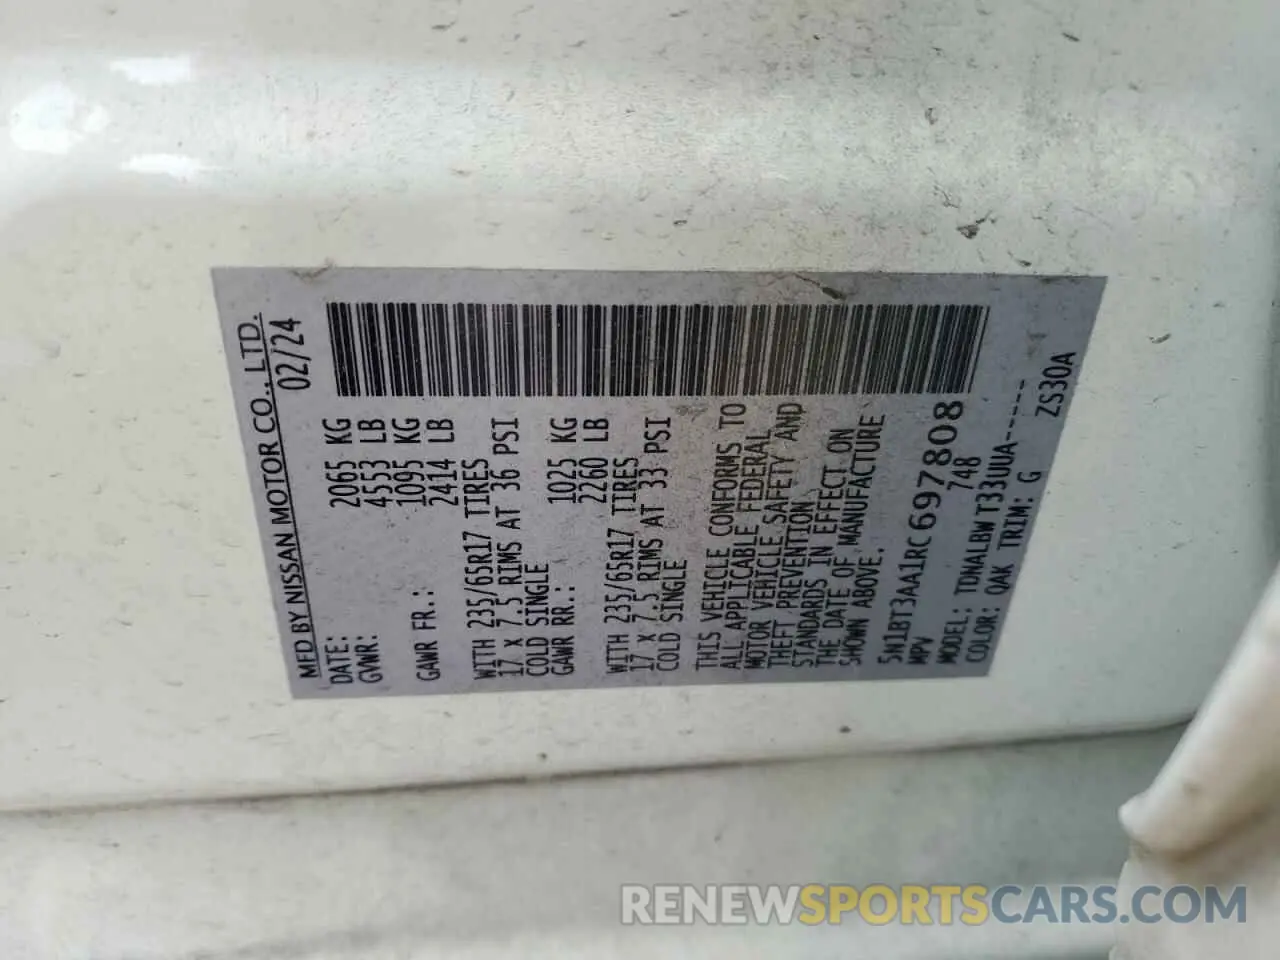 MFD BY NISSAN MOTOR CO., LTD.
DATE: 02/24
GVWR: 2065 KG
4553 LB
GAWR FR.: 1095 KG
2414 LB
WITH 235/65R17 TIRES
17 X 7.5 RIMS AT 36 PSI
COLD SINGLE
GAWR RR.: 1025 KG
2260 LB
WITH 235/65R17 TIRES
17 X 7.5 RIMS AT 33 PSI
COLD SINGLE
THIS VEHICLE CONFORMS TO
ALL APPLICABLE FEDERAL
MOTOR VEHICLE SAFETY AND
THEFT PREVENTION
STANDARDS IN EFFECT ON
THE DATE OF MANUFACTURE
SHOWN ABOVE.
5N1BT3AA1RC697808
MPV 748
MODEL: TDNALBWT33UUA-----
COLOR: QAK TRIM: G ZS30A
RENEWSPORTSCARS.COM